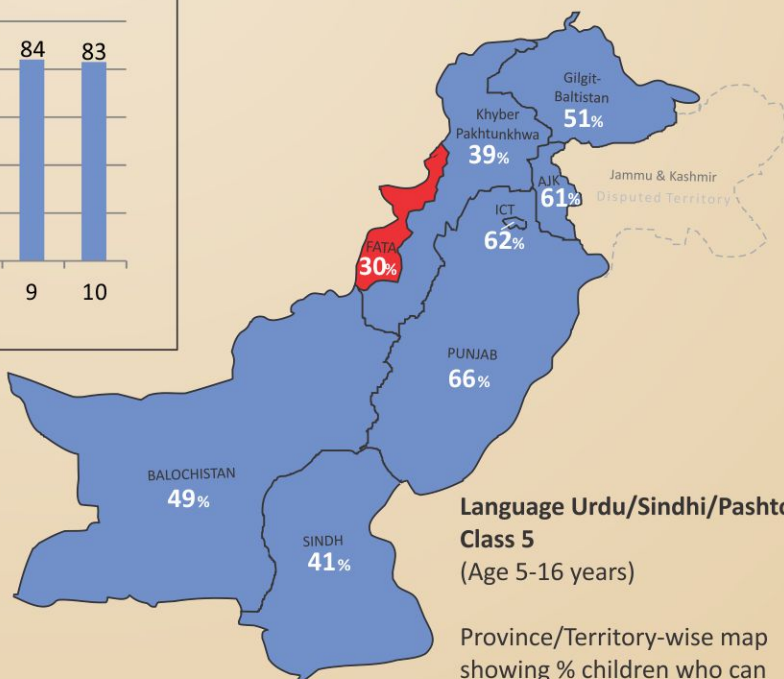 84
83
9
10
Gilgit-
Baltistan
51%
Khyber
Pakhtunkhwa
39%
AJK
61%
Jammu & Kashmir
Disputed Territory
ICT
62%
FATA
30%
PUNJAB
66%
BALOCHISTAN
49%
SINDH
41%
Language Urdu/Sindhi/Pashto
Class 5
(Age 5-16 years)
Province/Territory-wise map
showing % children who can